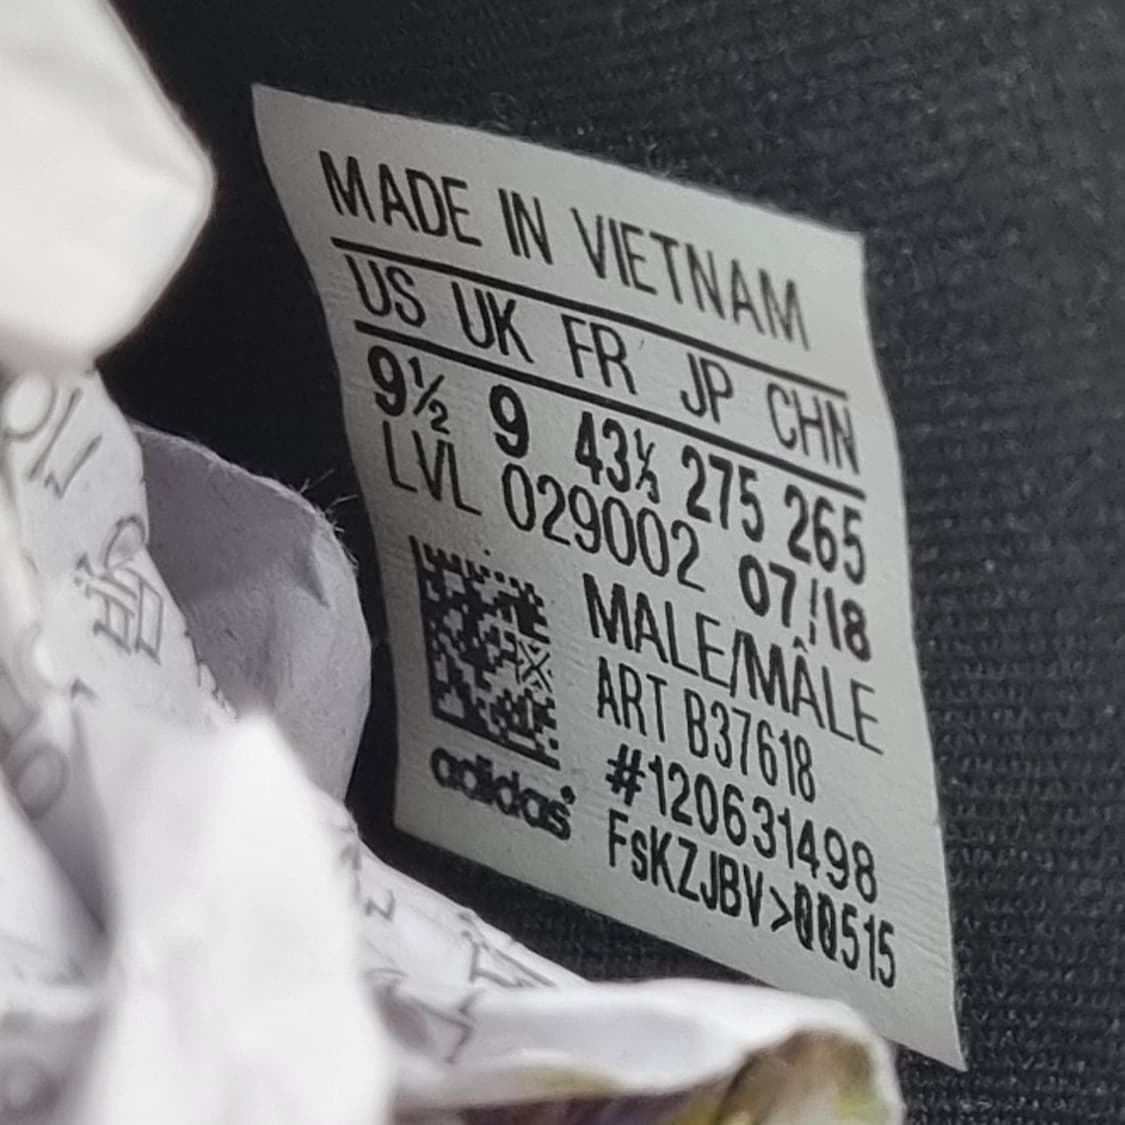 MADE IN VIETNAM
US UK FR JP CHN
9½ 9 43⅓ 275 265
LVL 029002 07/18
MALE/MÂLE
ART B37618
#120631498
FsKZJBV>00515
adidas